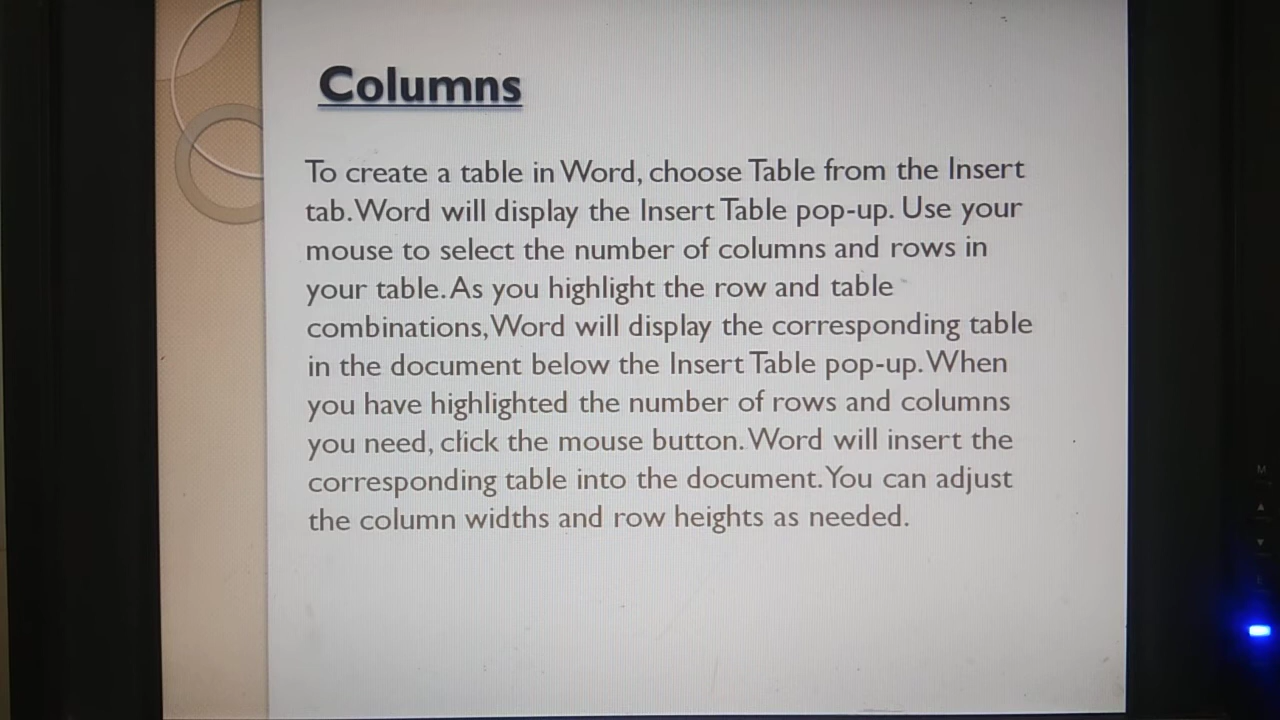 Columns
To create a table in Word, choose Table from the Insert
tab. Word will display the Insert Table pop-up. Use your
mouse to select the number of columns and rows in
your table. As you highlight the row and table
combinations, Word will display the corresponding table
in the document below the Insert Table pop-up. When
you have highlighted the number of rows and columns
you need, click the mouse button. Word will insert the
corresponding table into the document. You can adjust
the column widths and row heights as needed.
M